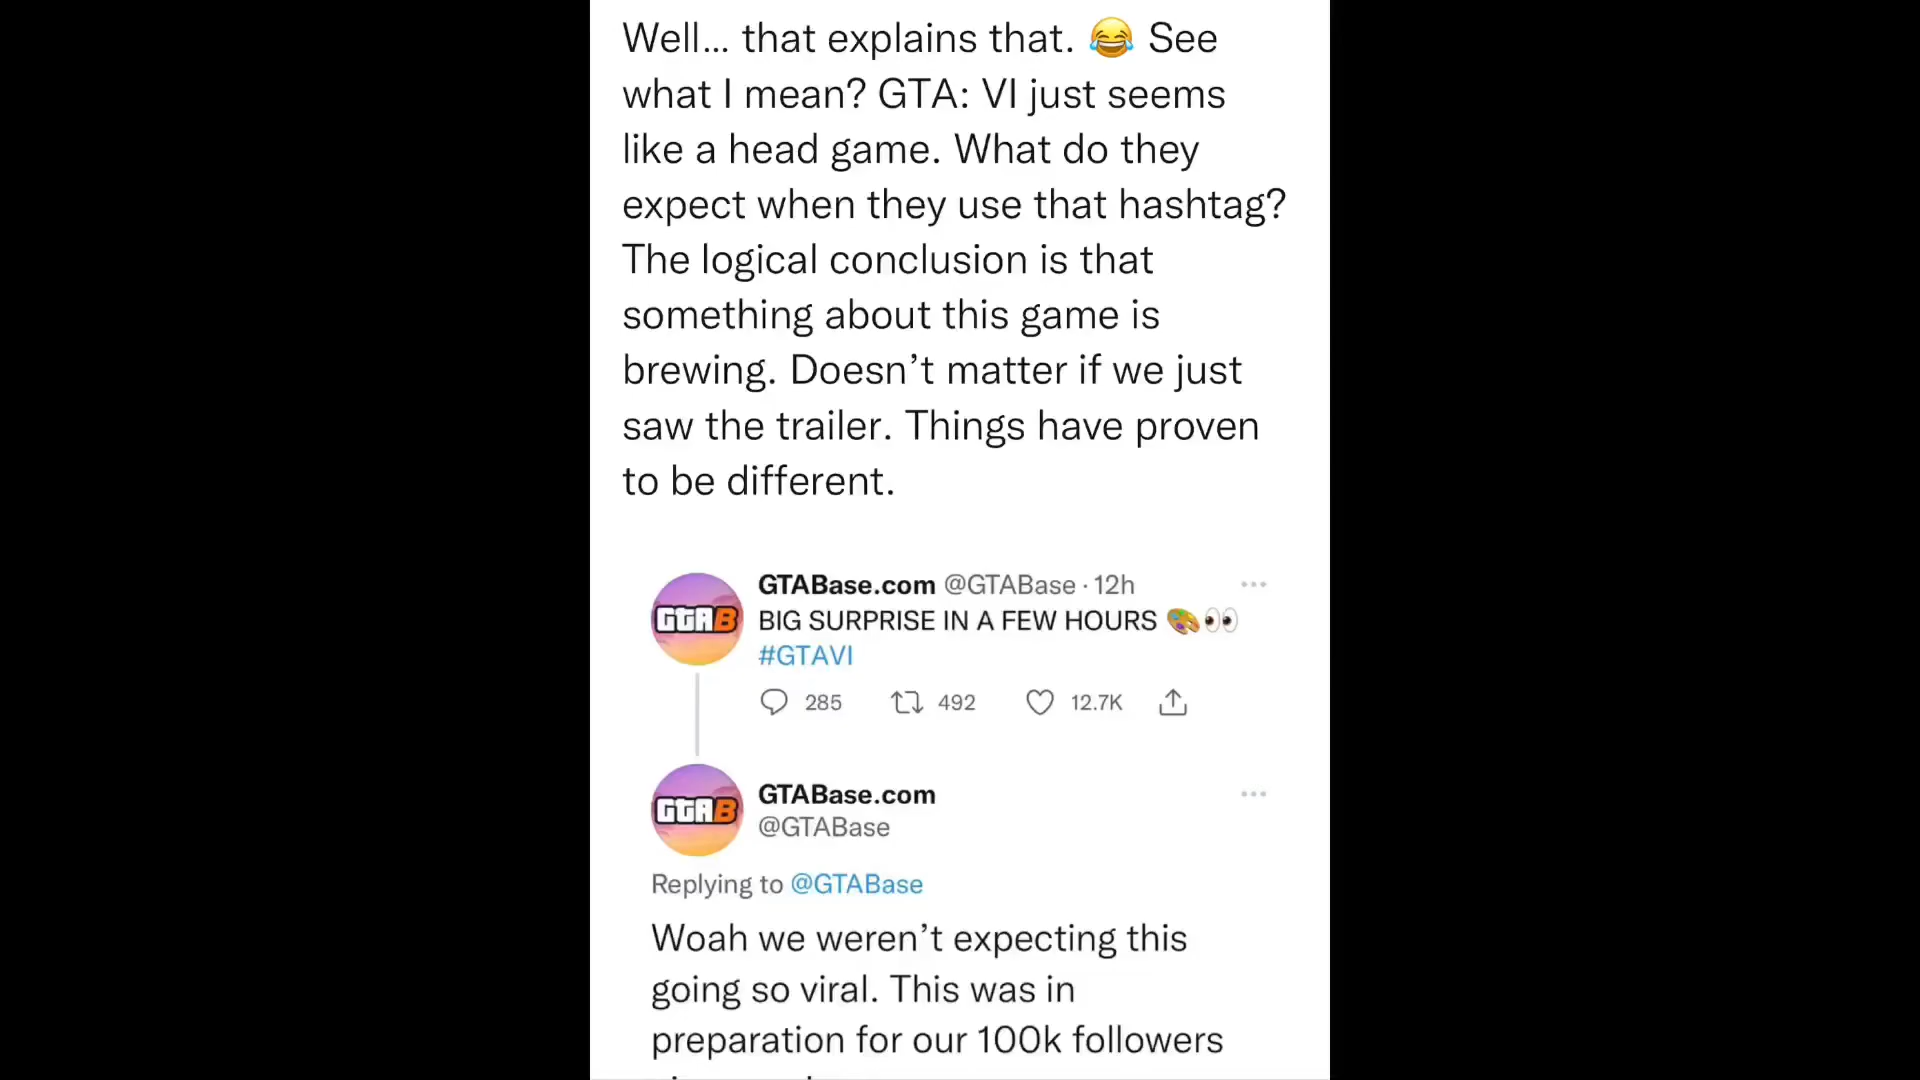 Well... that explains that. 😂 See
what I mean? GTA: VI just seems
like a head game. What do they
expect when they use that hashtag?
The logical conclusion is that
something about this game is
brewing. Doesn’t matter if we just
saw the trailer. Things have proven
to be different.
GTABase.com @GTABase · 12h
GTAB
BIG SURPRISE IN A FEW HOURS 🎨👀
#GTAVI
285 492 12.7K
GTABase.com
GTAB
@GTABase
Replying to @GTABase
Woah we weren’t expecting this
going so viral. This was in
preparation for our 100k followers